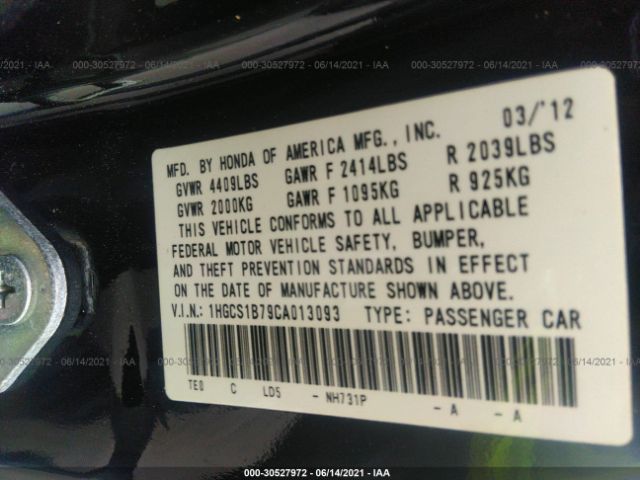 000-30527972 - 06/14/2021 - IAA
MFD. BY HONDA OF AMERICA MFG., INC. 03/'12
GVWR 4409LBS GAWR F 2414LBS R 2039LBS
GVWR 2000KG GAWR F 1095KG R 925KG
THIS VEHICLE CONFORMS TO ALL APPLICABLE
FEDERAL MOTOR VEHICLE SAFETY, BUMPER,
AND THEFT PREVENTION STANDARDS IN EFFECT
ON THE DATE OF MANUFACTURE SHOWN ABOVE.
V.I.N.: 1HGCS1B79CA013093 TYPE: PASSENGER CAR
TE0 C LDS - NH731P - A - A
000-30527972 - 06/14/2021 - IAA